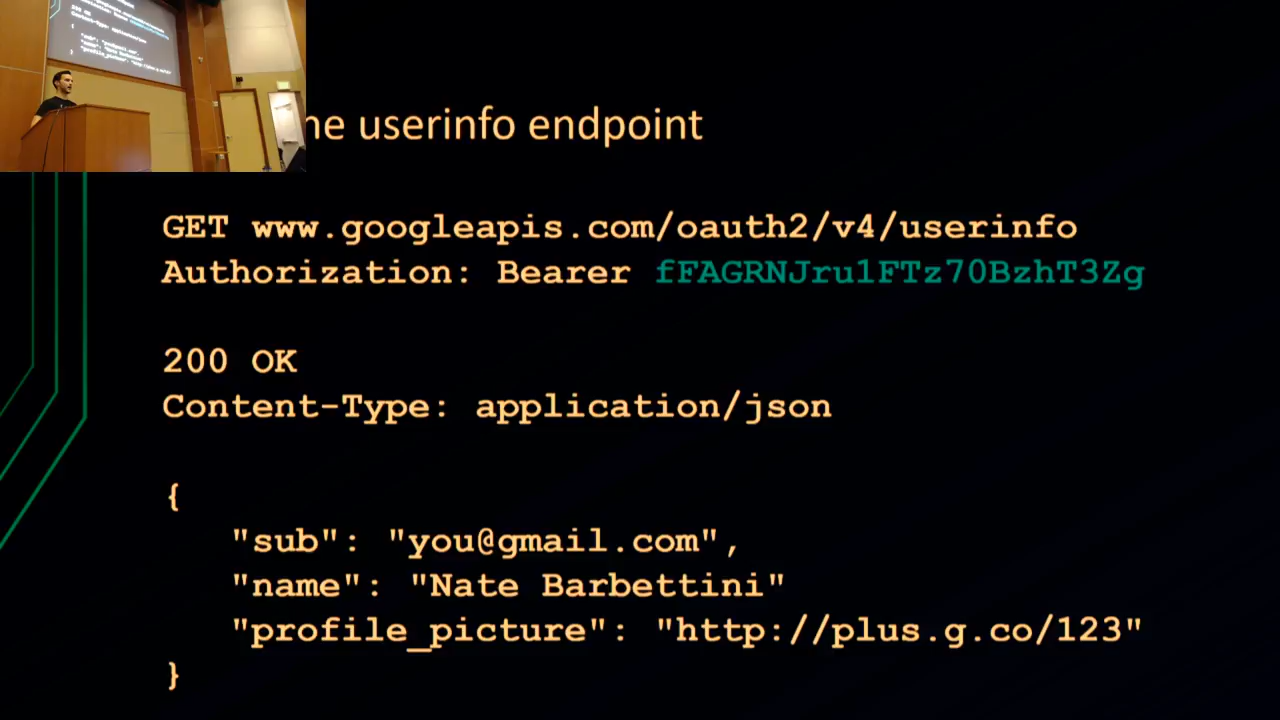 he userinfo endpoint
GET www.googleapis.com/oauth2/v4/userinfo
Authorization: Bearer fFAGRNJru1FTz70BzhT3Zg
200 OK
Content-Type: application/json
{
"sub": "you@gmail.com",
"name": "Nate Barbettini"
"profile_picture": "http://plus.g.co/123"
}